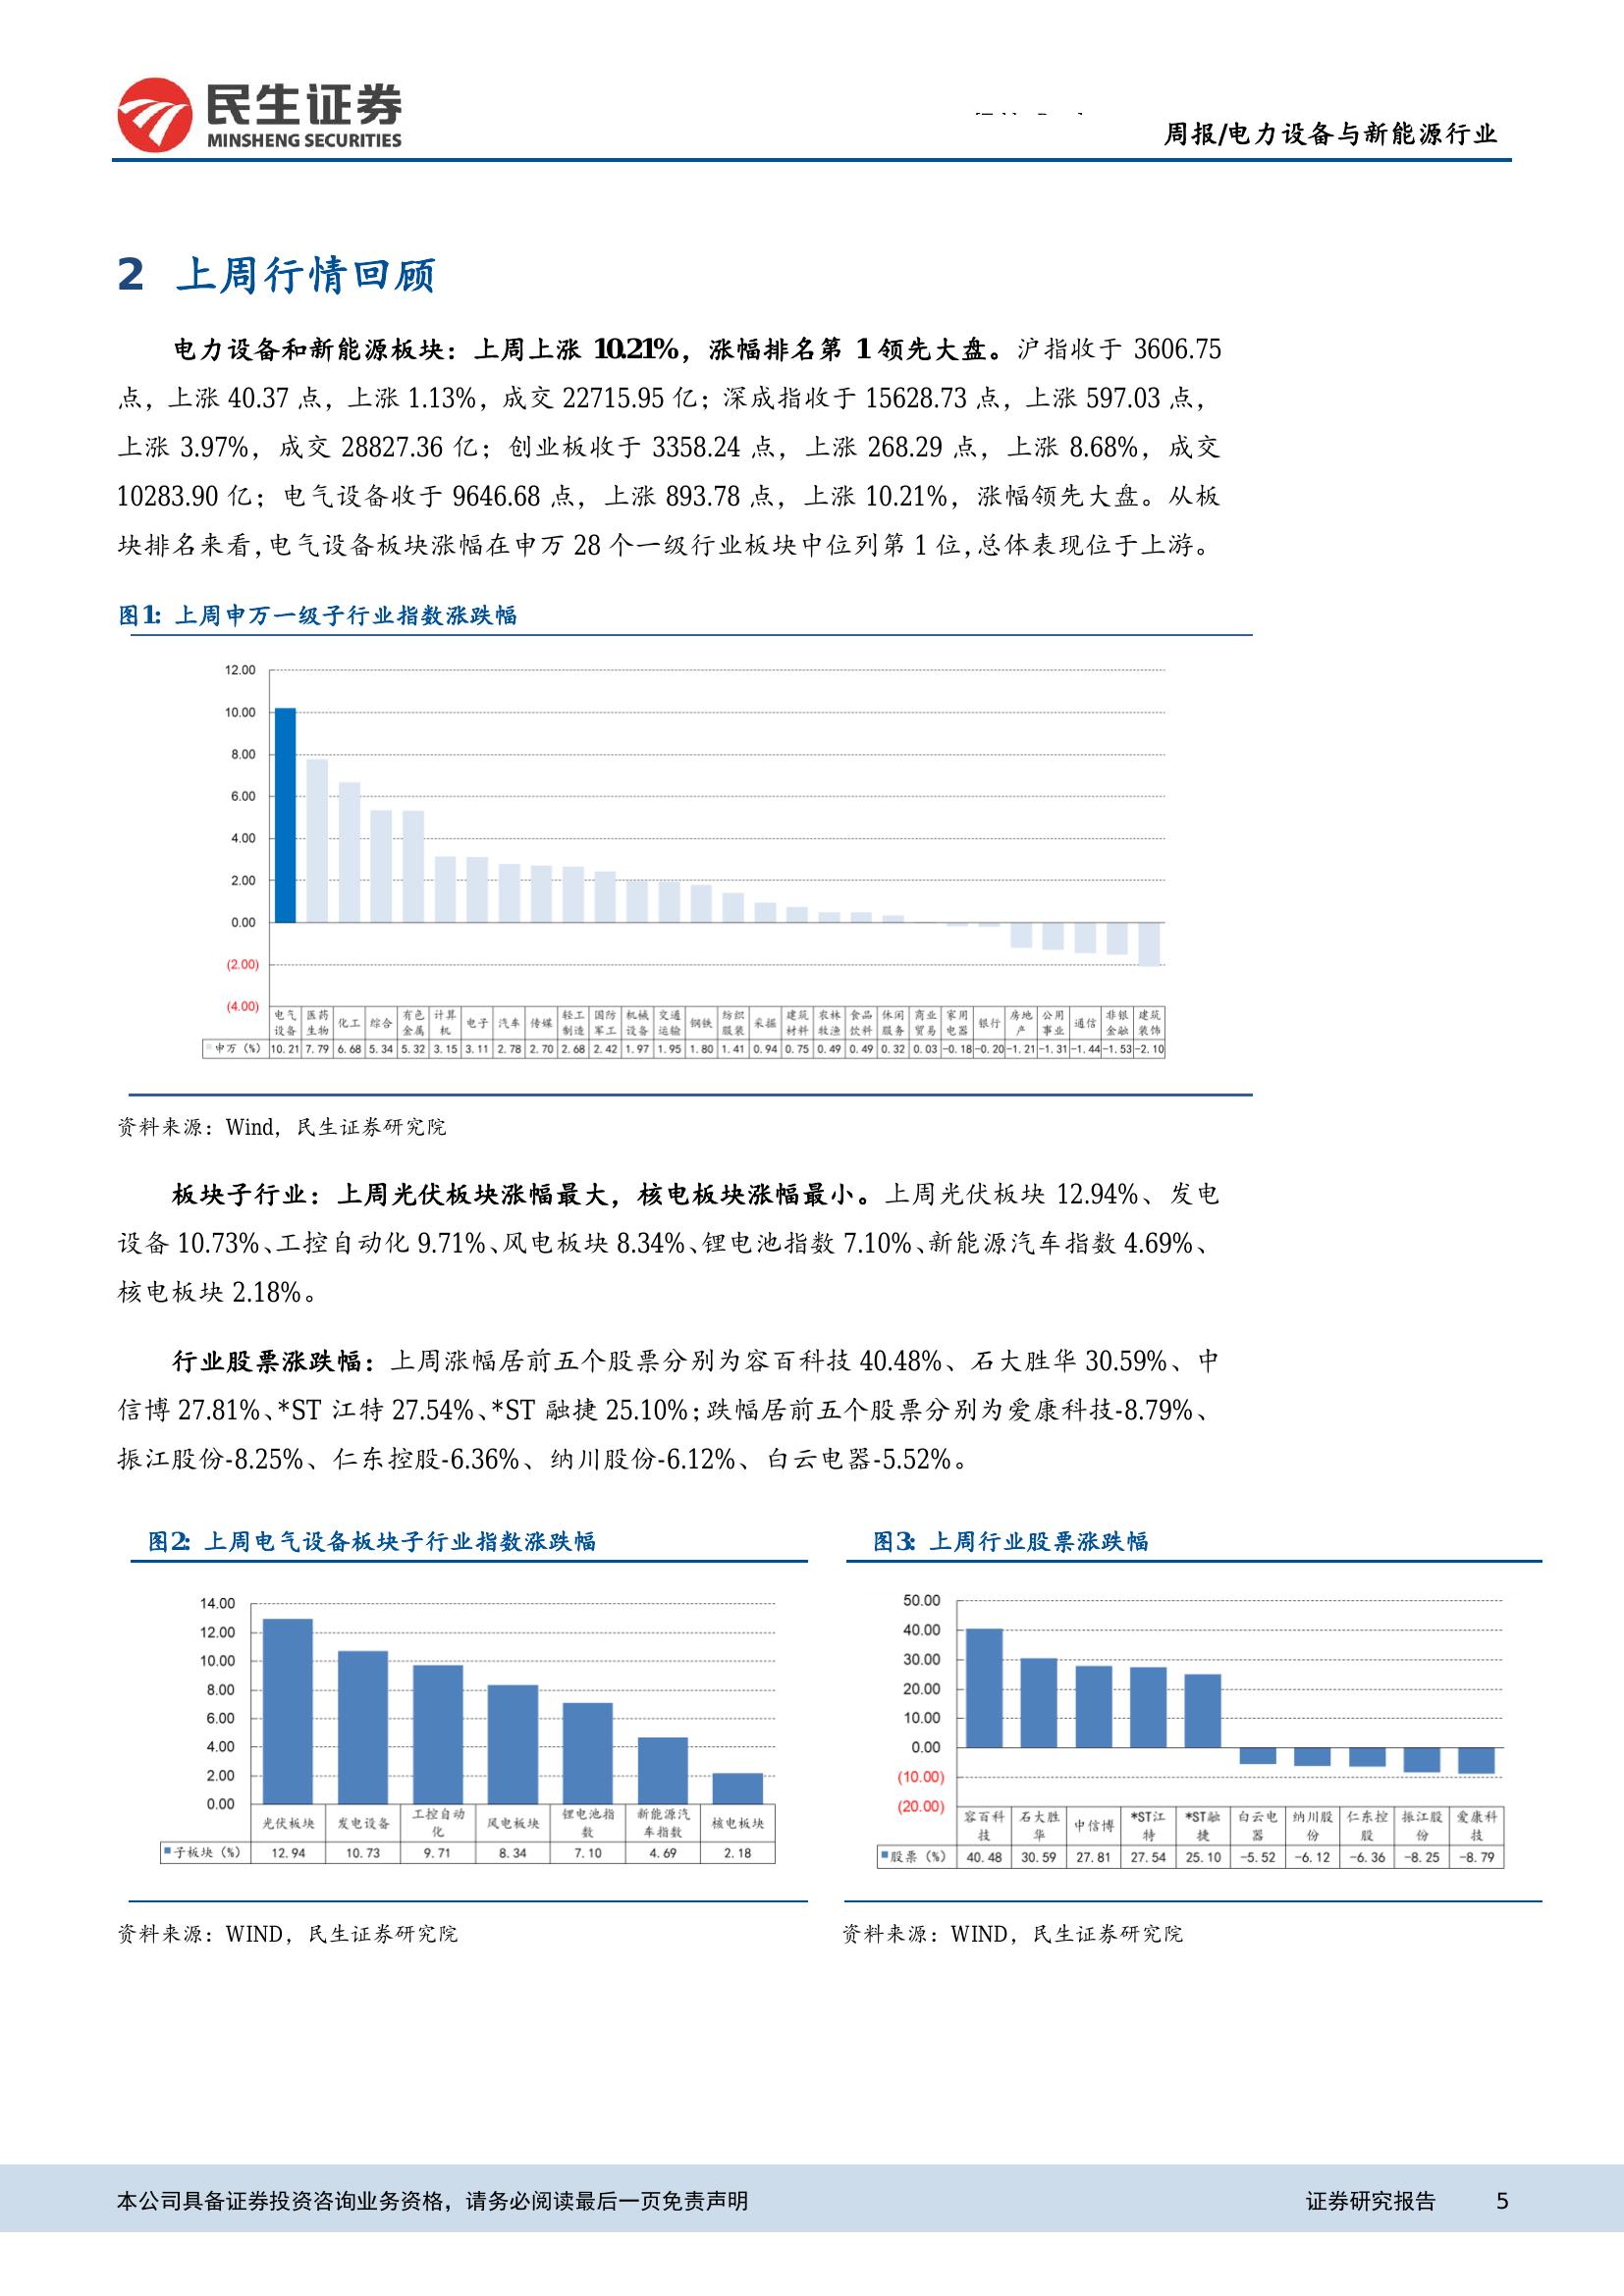 民生证券
MINSHENG SECURITIES
周报/电力设备与新能源行业
2 上周行情回顾
电力设备和新能源板块：上周上涨 10.21%，涨幅排名第 1 领先大盘。沪指收于 3606.75
点，上涨 40.37 点，上涨 1.13%，成交 22715.95 亿；深成指收于 15628.73 点，上涨 597.03 点，
上涨 3.97%，成交 28827.36 亿；创业板收于 3358.24 点，上涨 268.29 点，上涨 8.68%，成交
10283.90 亿；电气设备收于 9646.68 点，上涨 893.78 点，上涨 10.21%，涨幅领先大盘。从板
块排名来看，电气设备板块涨幅在申万 28 个一级行业板块中位列第 1 位，总体表现位于上游。
图1：上周申万一级子行业指数涨跌幅
12.00
10.00
8.00
6.00
4.00
2.00
0.00
(2.00)
(4.00)
电气设备 医药生物 化工 综合 有色金属 计算机 电子 汽车 传媒 轻工制造 国防军工 机械设备 交通运输 钢铁 纺织服装 采掘 建筑材料 农林牧渔 食品饮料 休闲服务 商业贸易 家用电器 银行 房地产 公用事业 通信 非银金融 建筑装饰
申万（%） 10.21 7.79 6.68 5.34 5.32 3.15 3.11 2.78 2.70 2.68 2.42 1.97 1.95 1.80 1.41 0.94 0.75 0.49 0.49 0.32 0.03 -0.18 -0.20 -1.21 -1.31 -1.44 -1.53 -2.10
资料来源：Wind，民生证券研究院
板块子行业：上周光伏板块涨幅最大，核电板块涨幅最小。上周光伏板块 12.94%、发电
设备 10.73%、工控自动化 9.71%、风电板块 8.34%、锂电池指数 7.10%、新能源汽车指数 4.69%、
核电板块 2.18%。
行业股票涨跌幅：上周涨幅居前五个股票分别为容百科技 40.48%、石大胜华 30.59%、中
信博 27.81%、*ST 江特 27.54%、*ST 融捷 25.10%；跌幅居前五个股票分别为爱康科技-8.79%、
振江股份-8.25%、仁东控股-6.36%、纳川股份-6.12%、白云电器-5.52%。
图2：上周电气设备板块子行业指数涨跌幅
14.00
12.00
10.00
8.00
6.00
4.00
2.00
0.00
光伏板块 发电设备 工控自动化 风电板块 锂电池指数 新能源汽车指数 核电板块
子板块（%） 12.94 10.73 9.71 8.34 7.10 4.69 2.18
资料来源：WIND，民生证券研究院
图3：上周行业股票涨跌幅
50.00
40.00
30.00
20.00
10.00
0.00
(10.00)
(20.00)
容百科技 石大胜华 中信博 *ST江特 *ST融捷 白云电器 纳川股份 仁东控股 振江股份 爱康科技
股票（%） 40.48 30.59 27.81 27.54 25.10 -5.52 -6.12 -6.36 -8.25 -8.79
资料来源：WIND，民生证券研究院
本公司具备证券投资咨询业务资格，请务必阅读最后一页免责声明
证券研究报告 5